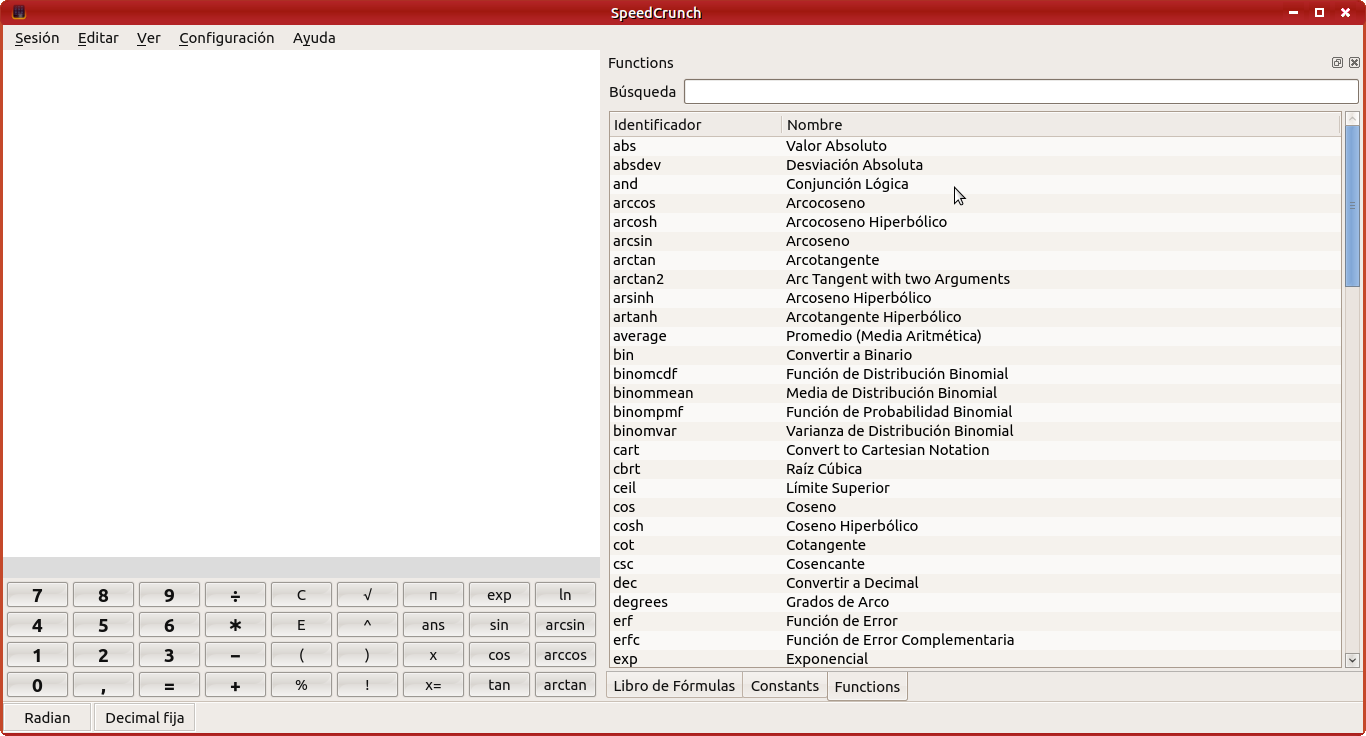 SpeedCrunch
Sesión Editar Ver Configuración Ayuda
Functions
Búsqueda
Identificador Nombre
abs Valor Absoluto
absdev Desviación Absoluta
and Conjunción Lógica
arccos Arcocoseno
arcosh Arcocoseno Hiperbólico
arcsin Arcoseno
arctan Arcotangente
arctan2 Arc Tangent with two Arguments
arsinh Arcoseno Hiperbólico
artanh Arcotangente Hiperbólico
average Promedio (Media Aritmética)
bin Convertir a Binario
binomcdf Función de Distribución Binomial
binommean Media de Distribución Binomial
binompmf Función de Probabilidad Binomial
binomvar Varianza de Distribución Binomial
cart Convert to Cartesian Notation
cbrt Raíz Cúbica
ceil Límite Superior
cos Coseno
cosh Coseno Hiperbólico
cot Cotangente
csc Cosencante
dec Convertir a Decimal
degrees Grados de Arco
erf Función de Error
erfc Función de Error Complementaria
exp Exponencial
7 8 9 ÷ C √ π exp ln
4 5 6 * E ^ ans sin arcsin
1 2 3 − ( ) x cos arccos
0 , = + % ! x= tan arctan
Libro de Fórmulas Constants Functions
Radian Decimal fija